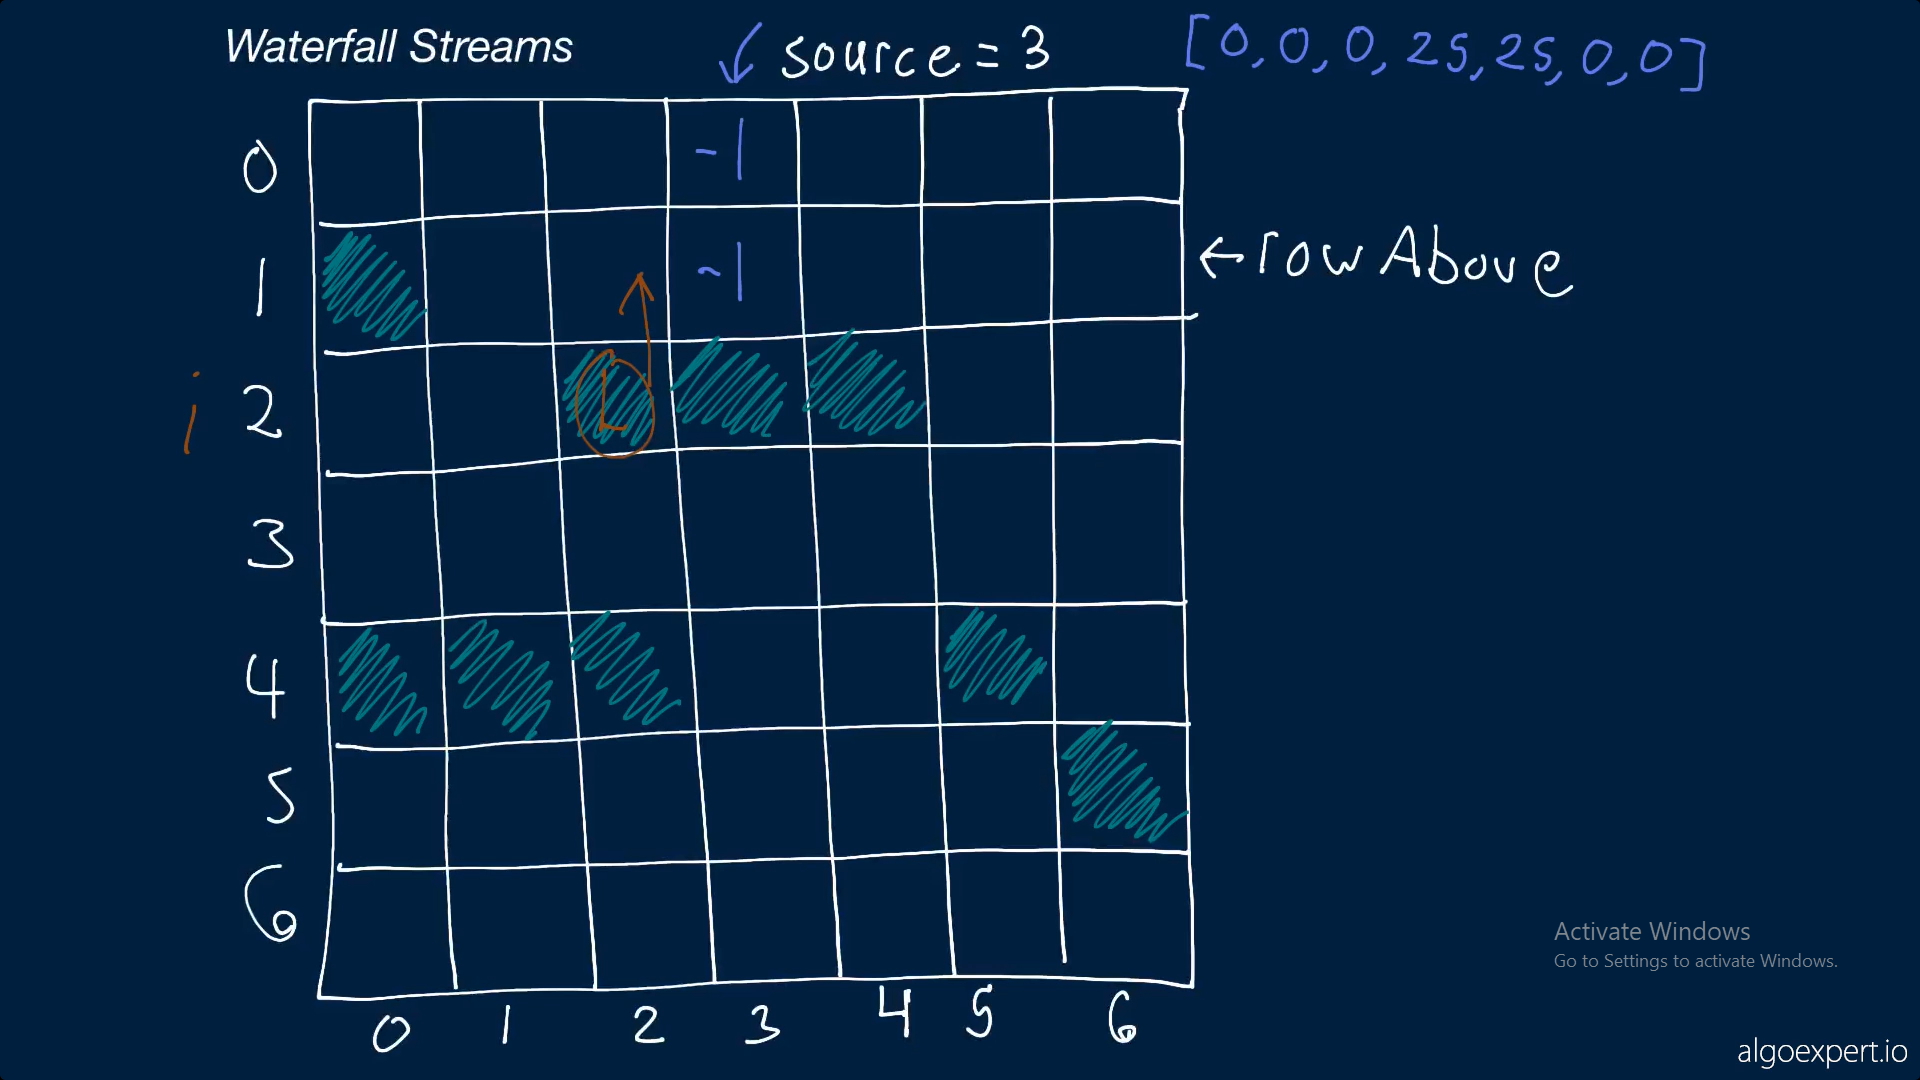 Waterfall Streams
source = 3
[0, 0, 0, 25, 25, 0, 0]
0
-1
1
-1
← row Above
i
2
L
3
4
5
6
0 1 2 3 4 5 6
Activate Windows
Go to Settings to activate Windows.
algoexpert.io